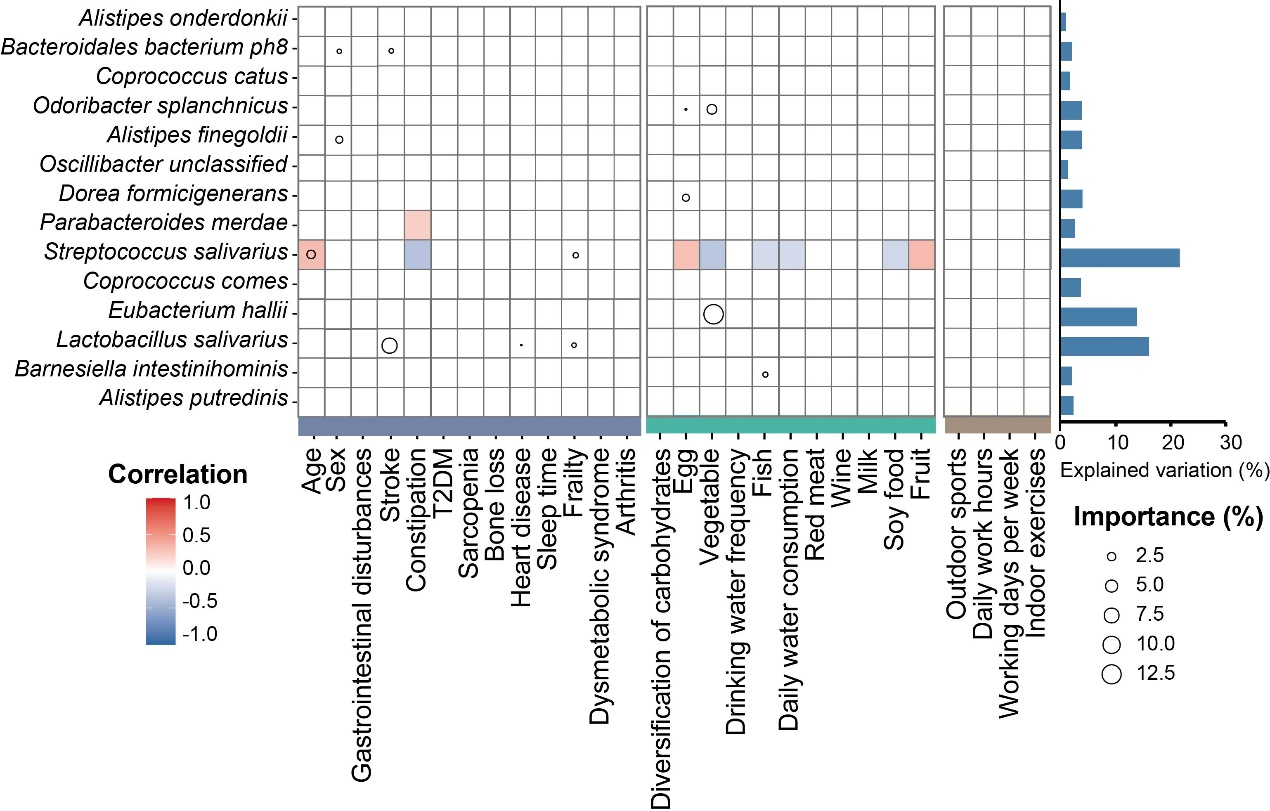 Alistipes onderdonkii
Bacteroidales bacterium ph8
Coprococcus catus
Odoribacter splanchnicus
Alistipes finegoldii
Oscillibacter unclassified
Dorea formicigenerans
Parabacteroides merdae
Streptococcus salivarius
Coprococcus comes
Eubacterium hallii
Lactobacillus salivarius
Barnesiella intestinihominis
Alistipes putredinis
Age
Sex
Gastrointestinal disturbances
Stroke
Constipation
T2DM
Sarcopenia
Bone loss
Heart disease
Sleep time
Frailty
Dysmetabolic syndrome
Arthritis
Diversification of carbohydrates
Egg
Vegetable
Drinking water frequency
Fish
Daily water consumption
Red meat
Wine
Milk
Soy food
Fruit
Outdoor sports
Daily work hours
Working days per week
Indoor exercises
0 10 20 30
Explained variation (%)
Correlation
1.0
0.5
0.0
-0.5
-1.0
Importance (%)
2.5
5.0
7.5
10.0
12.5